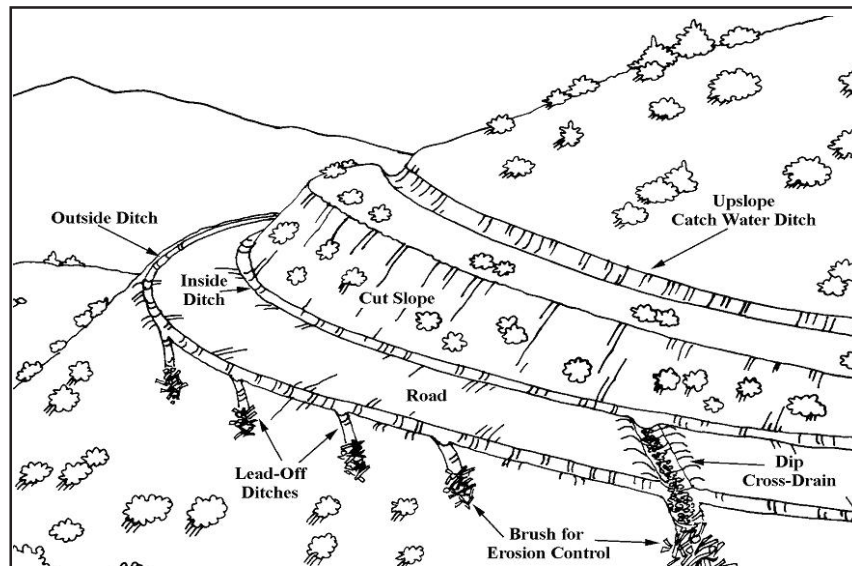 Outside Ditch
Upslope
Catch Water Ditch
Inside
Ditch
Cut Slope
Road
Lead-Off
Ditches
Dip
Cross-Drain
Brush for
Erosion Control